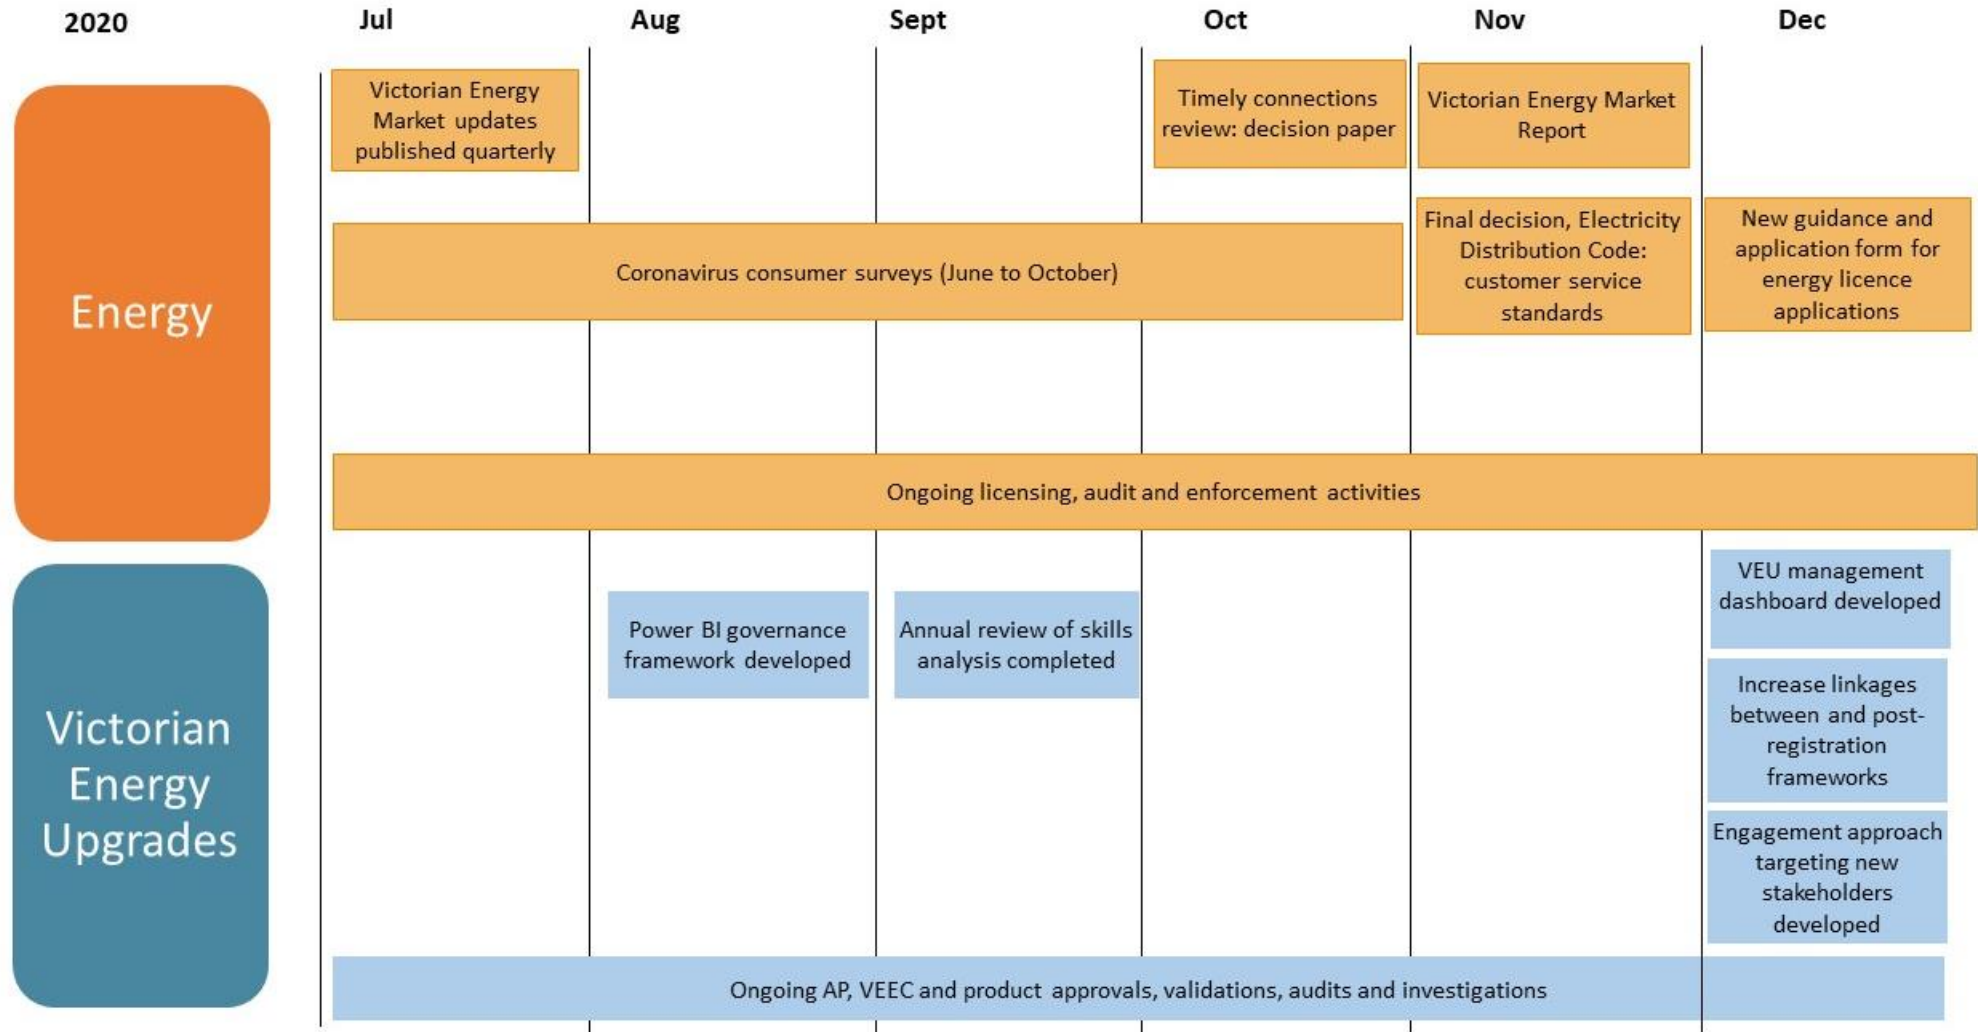 2020
Jul
Aug
Sept
Oct
Nov
Dec
Energy
Victorian Energy
Market updates
published quarterly
Timely connections
review: decision paper
Victorian Energy Market
Report
Coronavirus consumer surveys (June to October)
Final decision, Electricity
Distribution Code:
customer service
standards
New guidance and
application form for
energy licence
applications
Ongoing licensing, audit and enforcement activities
Victorian
Energy
Upgrades
Power BI governance
framework developed
Annual review of skills
analysis completed
VEU management
dashboard developed
Increase linkages
between and post-
registration
frameworks
Engagement approach
targeting new
stakeholders
developed
Ongoing AP, VEEC and product approvals, validations, audits and investigations